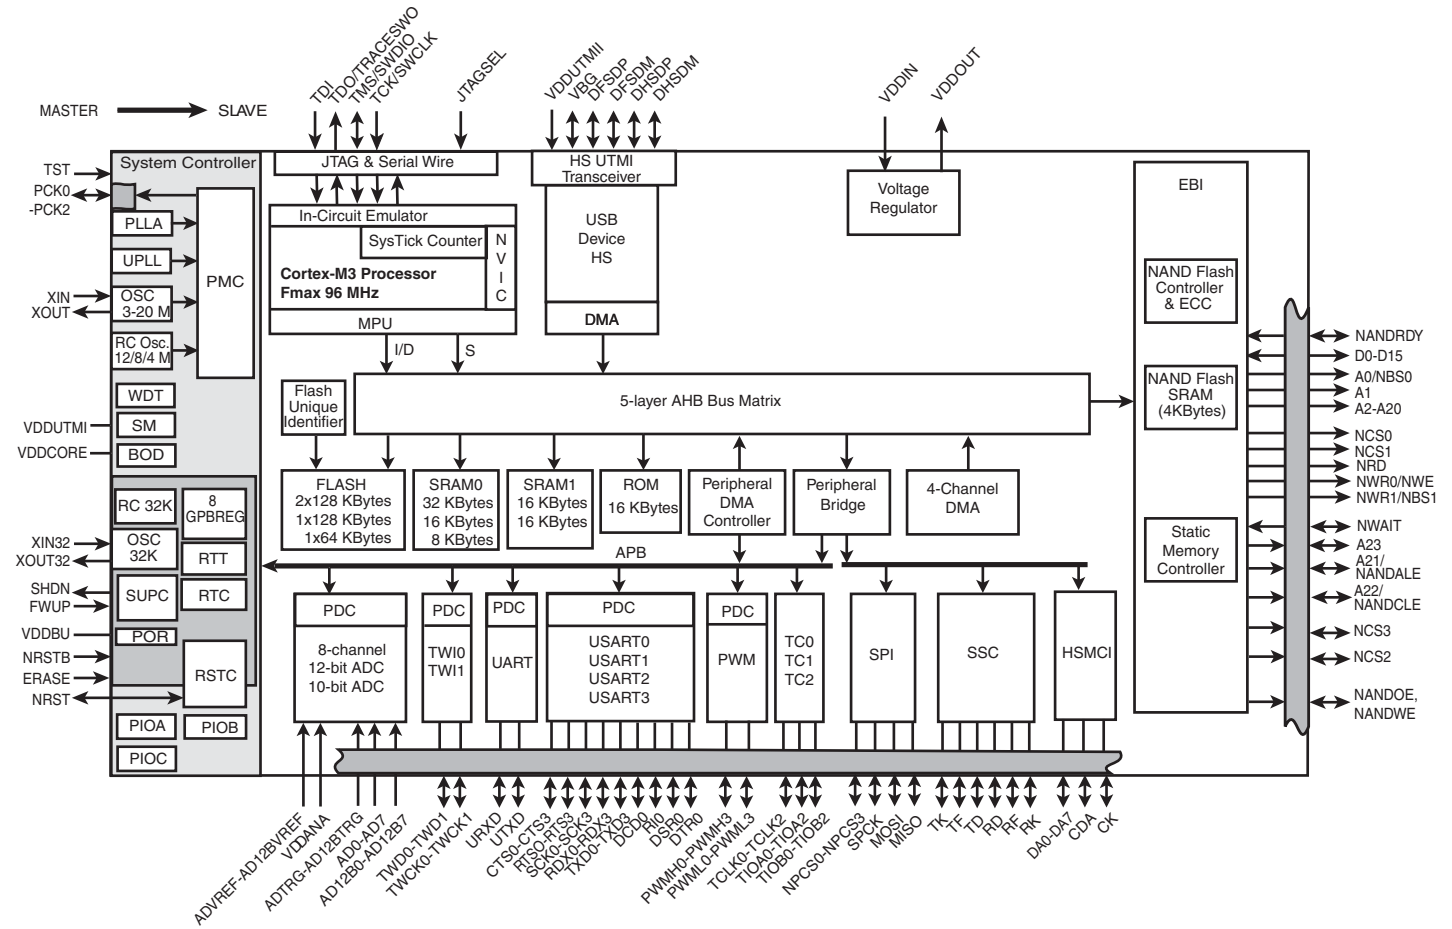 TDI
TDO/TRACESWO
TMS/SWDIO
TCK/SWCLK
JTAGSEL
VDDUTMII
VBG
DFSDP
DFSDM
DHSDP
DHSDM
VDDIN
VDDOUT
MASTER
SLAVE
System Controller
TST
PCK0
-PCK2
PLLA
UPLL
XIN
XOUT
OSC
3-20 M
RC Osc.
12/8/4 M
PMC
WDT
VDDUTMI
SM
VDDCORE
BOD
RC 32K
8
GPBREG
XIN32
XOUT32
OSC
32K
RTT
SHDN
FWUP
SUPC
RTC
VDDBU
POR
NRSTB
ERASE
NRST
RSTC
PIOA
PIOB
PIOC
JTAG & Serial Wire
In-Circuit Emulator
SysTick Counter
N
V
I
C
Cortex-M3 Processor
Fmax 96 MHz
MPU
I/D
S
HS UTMI
Transceiver
USB
Device
HS
DMA
Voltage
Regulator
Flash
Unique
Identifier
5-layer AHB Bus Matrix
FLASH
2x128 KBytes
1x128 KBytes
1x64 KBytes
SRAM0
32 KBytes
16 KBytes
8 KBytes
SRAM1
16 KBytes
16 KBytes
ROM
16 KBytes
Peripheral
DMA
Controller
Peripheral
Bridge
4-Channel
DMA
APB
PDC
8-channel
12-bit ADC
10-bit ADC
PDC
TWI0
TWI1
PDC
UART
PDC
USART0
USART1
USART2
USART3
PDC
PWM
TC0
TC1
TC2
SPI
SSC
HSMCI
EBI
NAND Flash
Controller
& ECC
NAND Flash
SRAM
(4KBytes)
Static
Memory
Controller
NANDRDY
D0-D15
A0/NBS0
A1
A2-A20
NCS0
NCS1
NRD
NWR0/NWE
NWR1/NBS1
NWAIT
A23
A21/
NANDALE
A22/
NANDCLE
NCS3
NCS2
NANDOE,
NANDWE
ADVREF-AD12BVREF
VDDANA
ADTRG-AD12BTRG
AD0-AD7
AD12B0-AD12B7
TWD0-TWD1
TWCK0-TWCK1
URXD
UTXD
CTS0-CTS3
RTS0-RTS3
SCK0-SCK3
RDX0-RDX3
TXD0-TXD3
DCD0
RI0
DSR0
DTR0
PWMH0-PWMH3
PWML0-PWML3
TCLK0-TCLK2
TIOA0-TIOA2
TIOB0-TIOB2
NPCS0-NPCS3
SPCK
MOSI
MISO
TK
TF
TD
RD
RF
RK
DA0-DA7
CDA
CK